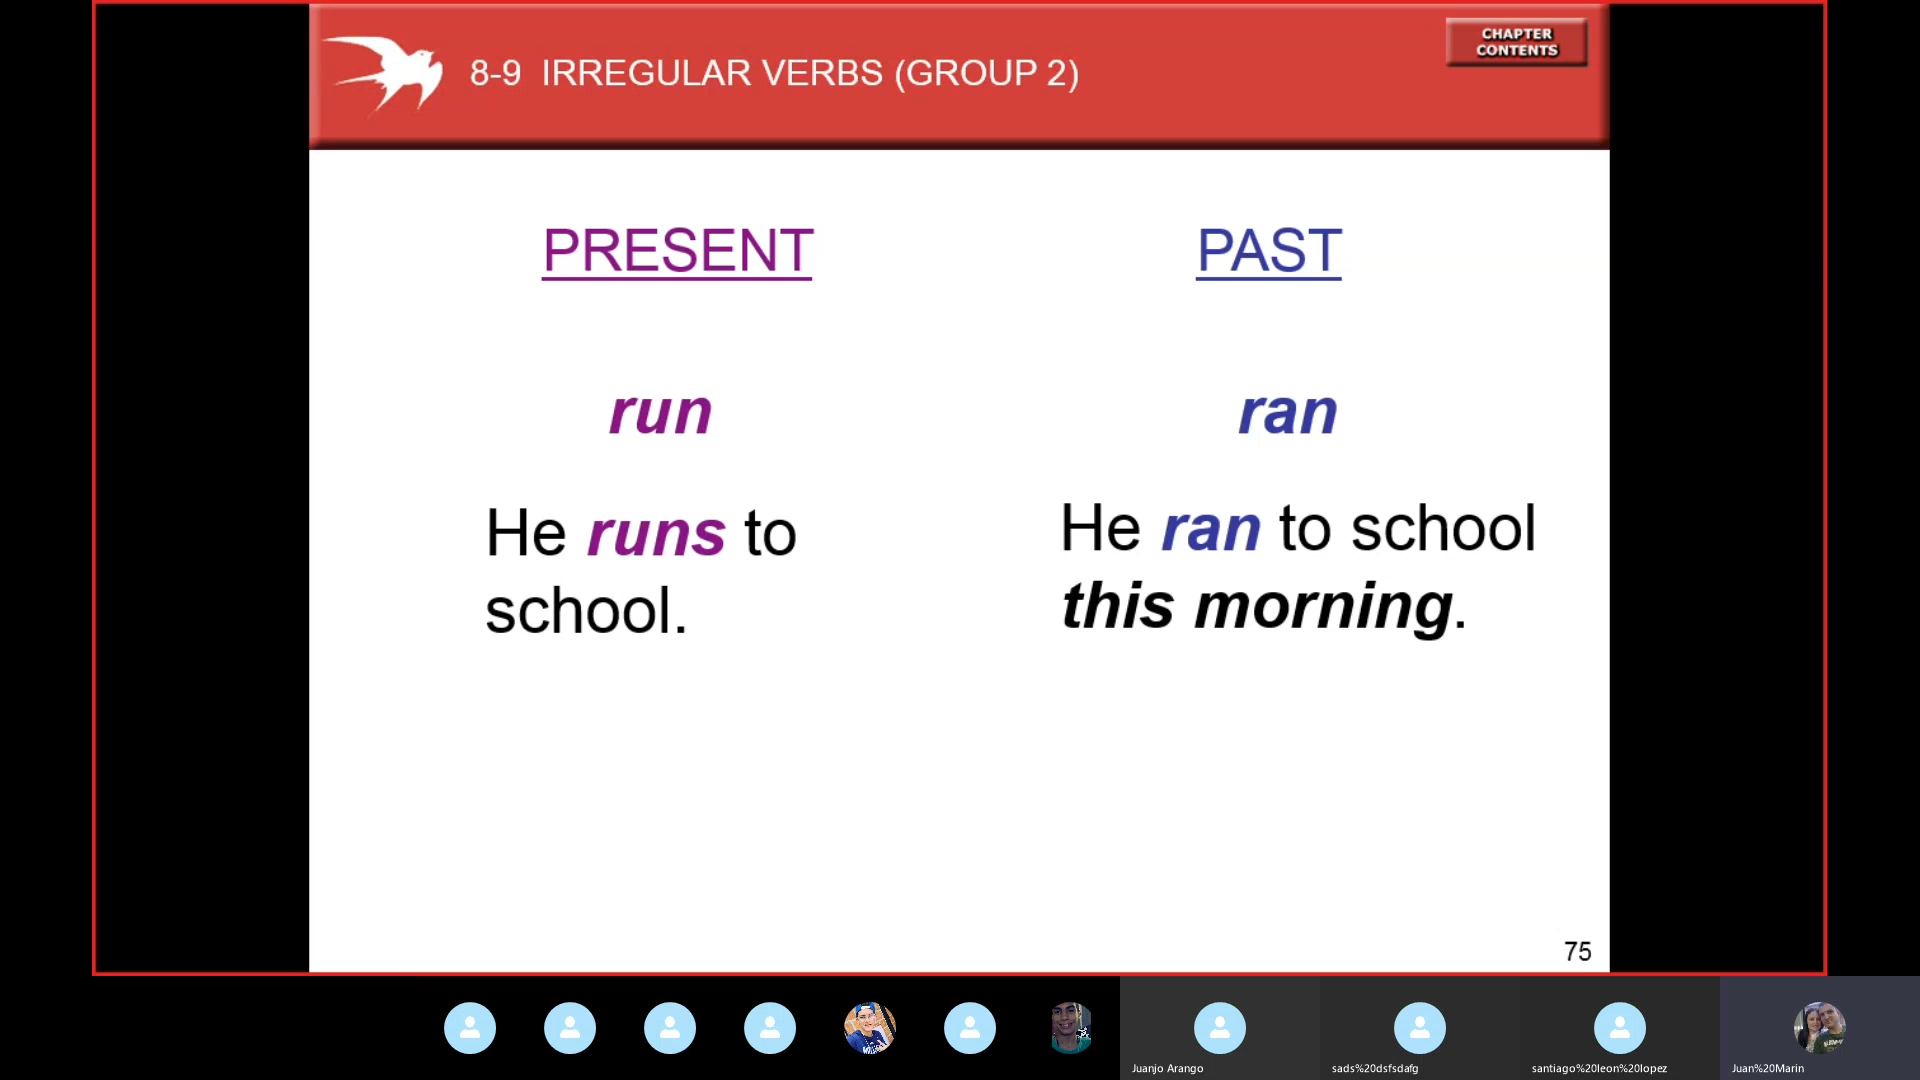 CHAPTER
CONTENTS
8-9 IRREGULAR VERBS (GROUP 2)
PRESENT
PAST
run
ran
He runs to
school.
He ran to school
this morning.
75
Juanjo Arango
sads%20dsfsdafg
santiago%20leon%20lopez
Juan%20Marin